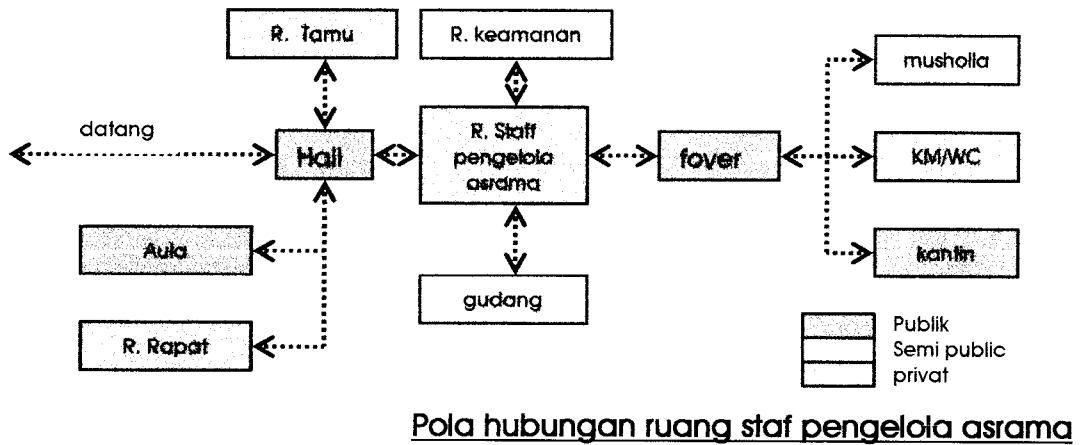 R. Tamu
R. keamanan
musholla
datang
Hall
R. Staff
pengelola
asrama
foyer
KM/WC
Aula
kantin
gudang
R. Rapat
Publik
Semi public
privat
Pola hubungan ruang staf pengelola asrama